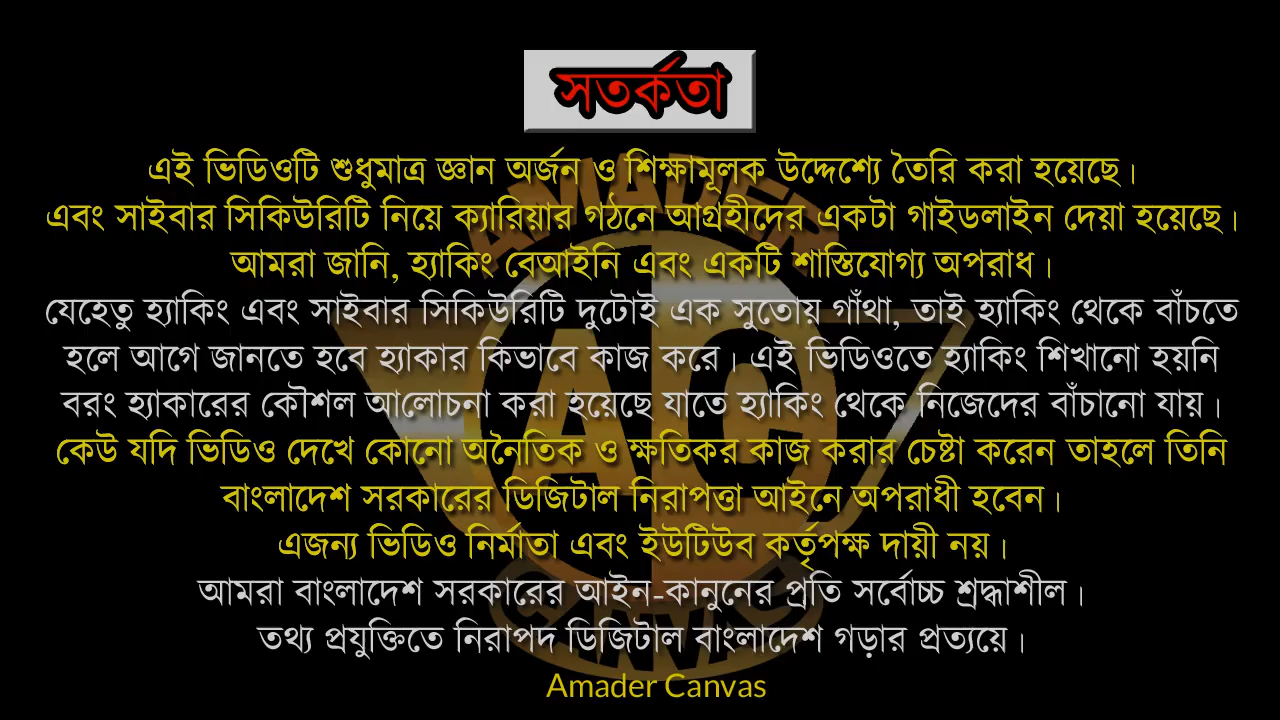 সতর্কতা
এই ভিডিওটি শুধুমাত্র জ্ঞান অর্জন ও শিক্ষামূলক উদ্দেশ্যে তৈরি করা হয়েছে।
এবং সাইবার সিকিউরিটি নিয়ে ক্যারিয়ার গঠনে আগ্রহীদের একটা গাইডলাইন দেয়া হয়েছে।
আমরা জানি, হ্যাকিং বেআইনি এবং একটি শাস্তিযোগ্য অপরাধ।
যেহেতু হ্যাকিং এবং সাইবার সিকিউরিটি দুটোই এক সুতোয় গাঁথা, তাই হ্যাকিং থেকে বাঁচতে
হলে আগে জানতে হবে হ্যাকার কিভাবে কাজ করে। এই ভিডিওতে হ্যাকিং শিখানো হয়নি
বরং হ্যাকারের কৌশল আলোচনা করা হয়েছে যাতে হ্যাকিং থেকে নিজেদের বাঁচানো যায়।
কেউ যদি ভিডিও দেখে কোনো অনৈতিক ও ক্ষতিকর কাজ করার চেষ্টা করেন তাহলে তিনি
বাংলাদেশ সরকারের ডিজিটাল নিরাপত্তা আইনে অপরাধী হবেন।
এজন্য ভিডিও নির্মাতা এবং ইউটিউব কর্তৃপক্ষ দায়ী নয়।
আমরা বাংলাদেশ সরকারের আইন-কানুনের প্রতি সর্বোচ্চ শ্রদ্ধাশীল।
তথ্য প্রযুক্তিতে নিরাপদ ডিজিটাল বাংলাদেশ গড়ার প্রত্যয়ে।
Amader Canvas
AMADER
AC
CANVAS